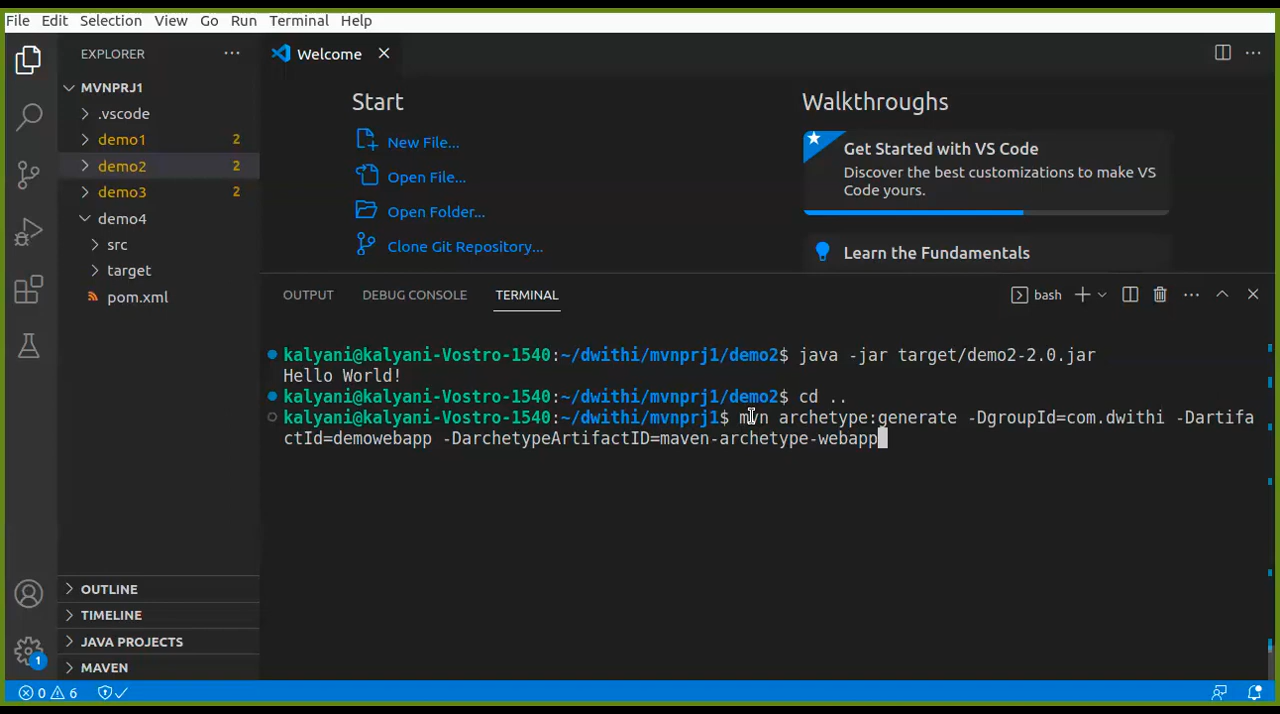 File Edit Selection View Go Run Terminal Help
EXPLORER
Welcome
MVNPRJ1
.vscode
demo1 2
demo2 2
demo3 2
demo4
src
target
pom.xml
Start
New File...
Open File...
Open Folder...
Clone Git Repository...
Walkthroughs
Get Started with VS Code
Discover the best customizations to make VS
Code yours.
Learn the Fundamentals
OUTPUT DEBUG CONSOLE TERMINAL
bash
kalyani@kalyani-Vostro-1540:~/dwithi/mvnprj1/demo2$ java -jar target/demo2-2.0.jar
Hello World!
kalyani@kalyani-Vostro-1540:~/dwithi/mvnprj1/demo2$ cd ..
kalyani@kalyani-Vostro-1540:~/dwithi/mvnprj1$ mvn archetype:generate -DgroupId=com.dwithi -Dartifa
ctId=demowebapp -DarchetypeArtifactID=maven-archetype-webapp
OUTLINE
TIMELINE
JAVA PROJECTS
MAVEN
1
0 6